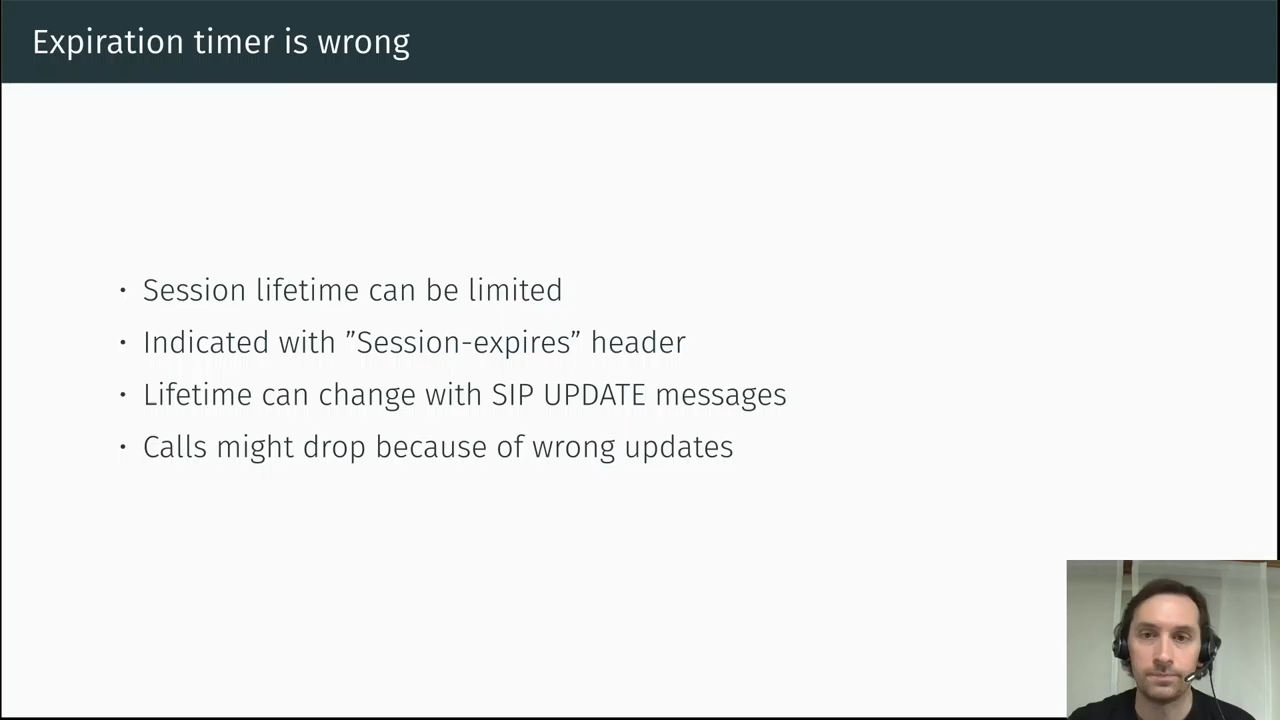 Expiration timer is wrong
• Session lifetime can be limited
• Indicated with ”Session-expires” header
• Lifetime can change with SIP UPDATE messages
• Calls might drop because of wrong updates